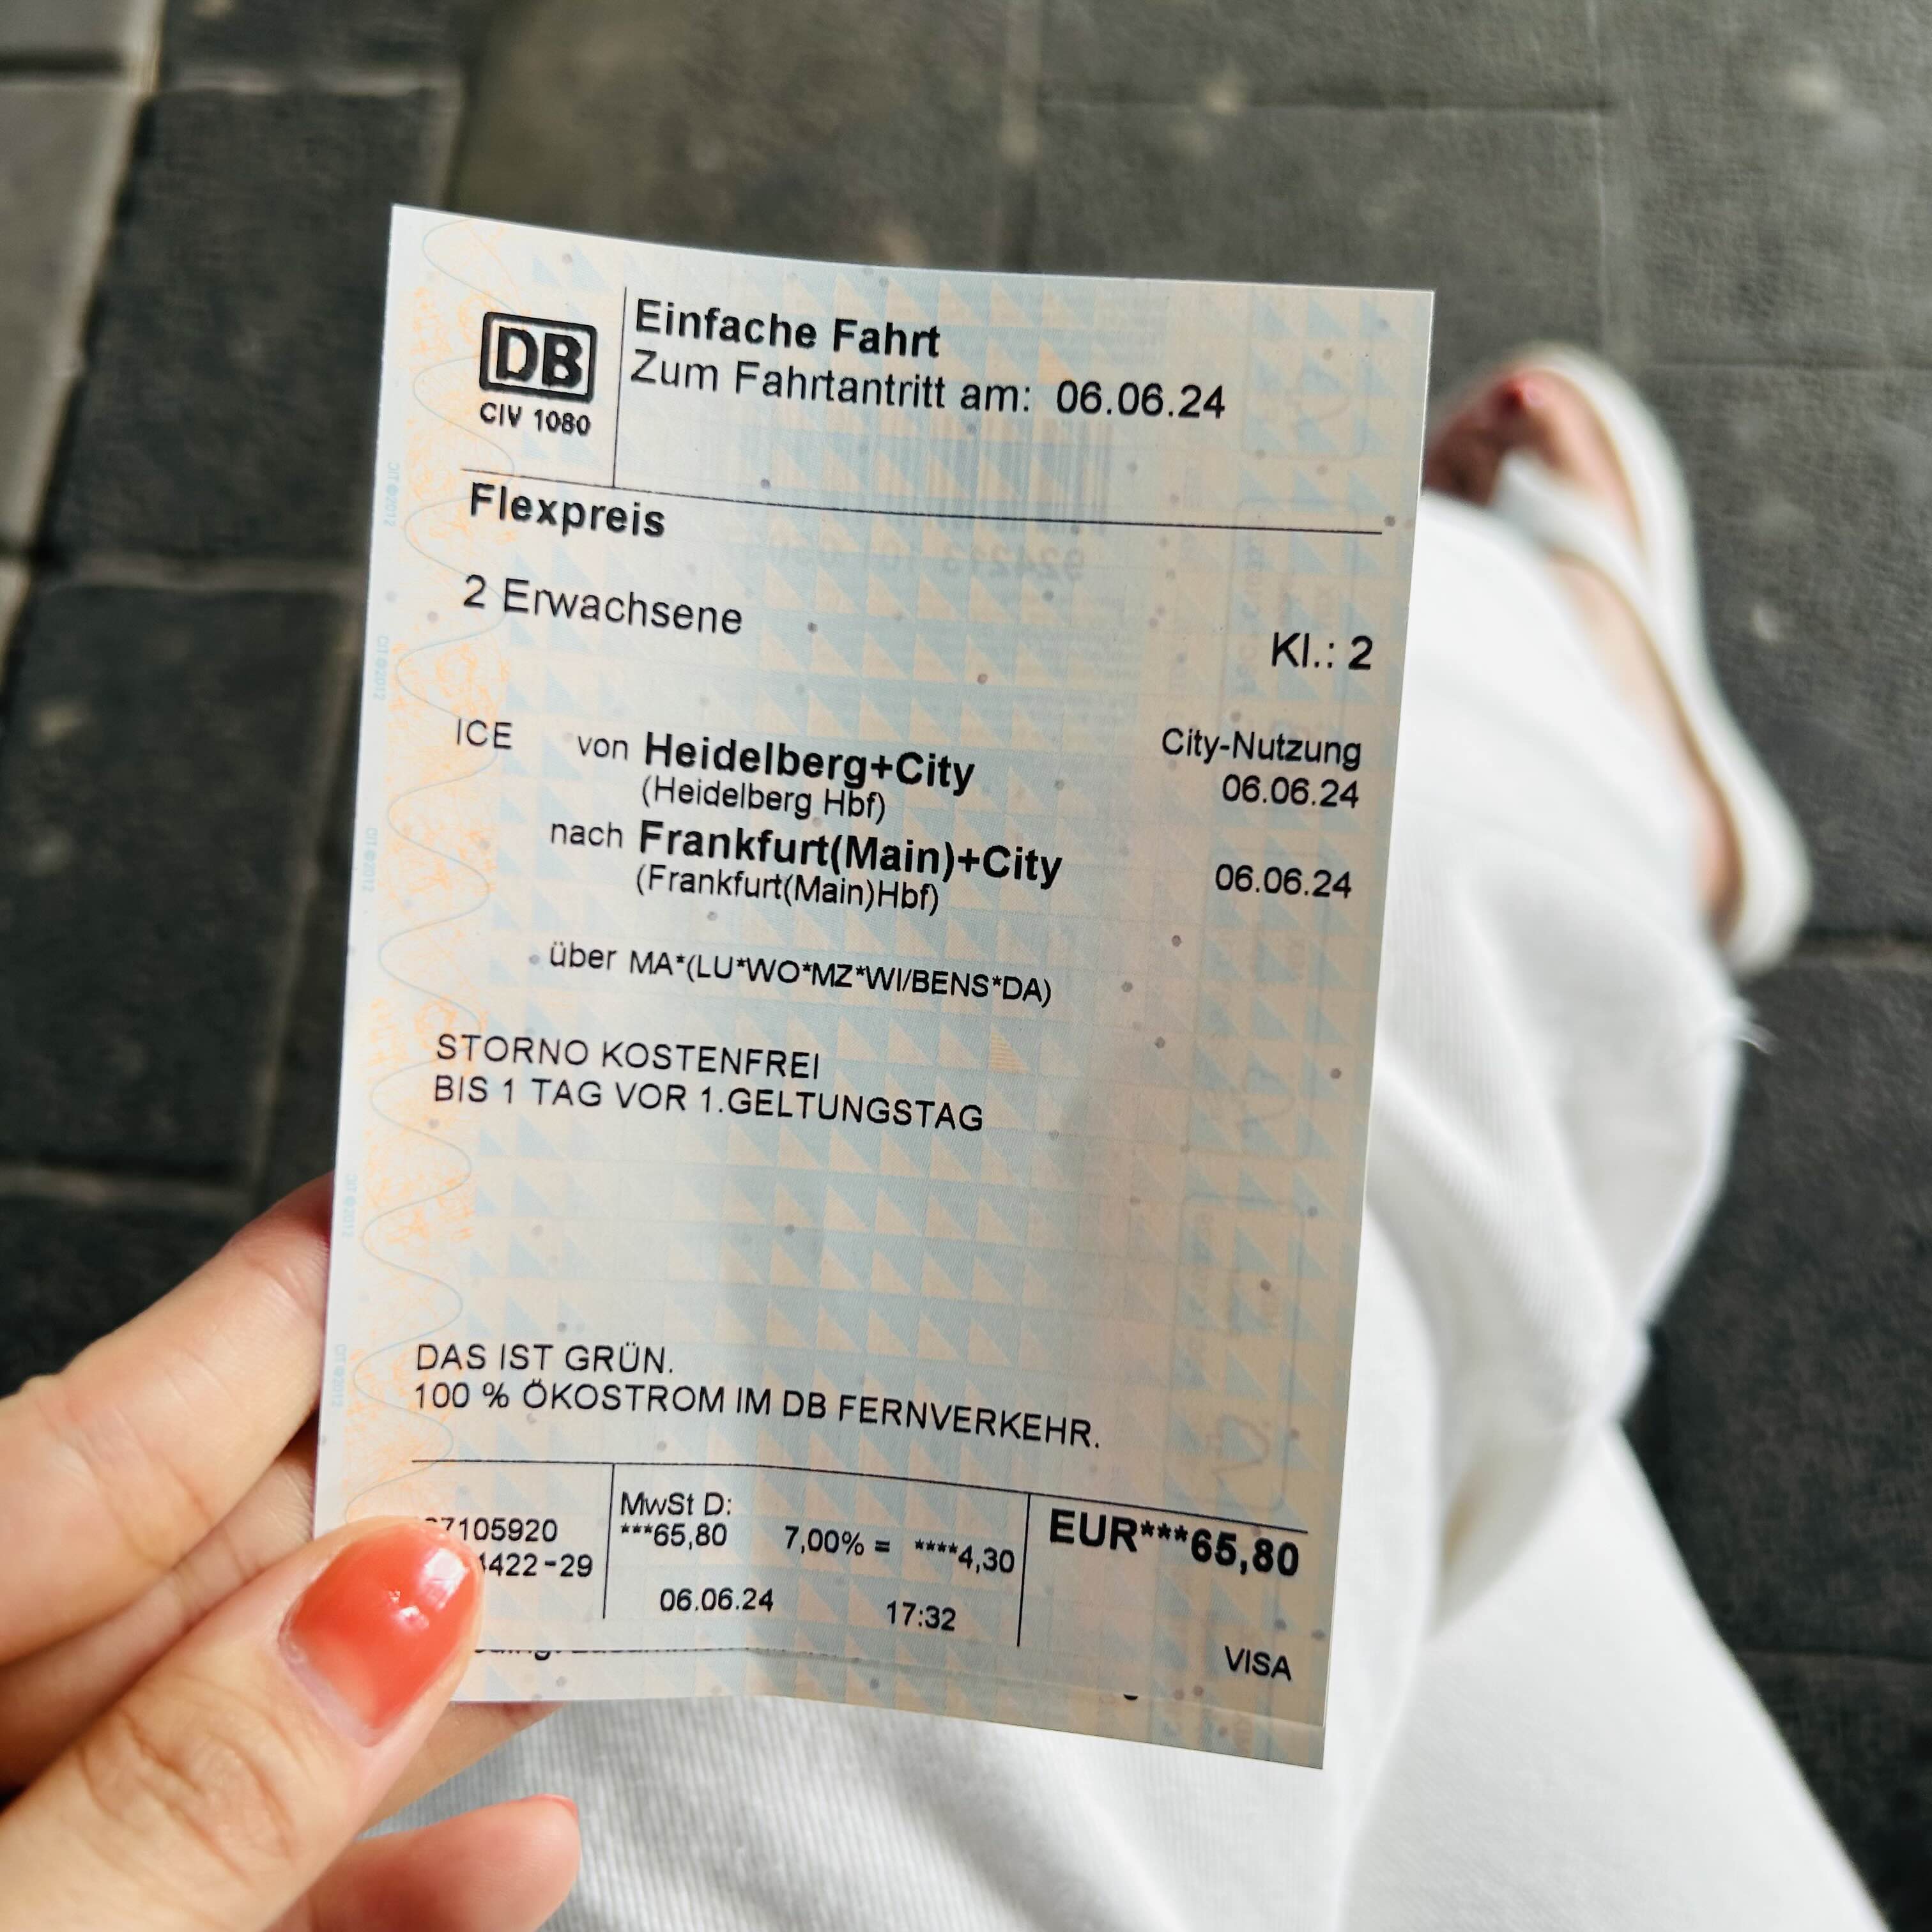 DB
CIV 1080
Einfache Fahrt
Zum Fahrtantritt am: 06.06.24
Flexpreis
2 Erwachsene
Kl.: 2
ICE von Heidelberg+City City-Nutzung
(Heidelberg Hbf) 06.06.24
nach Frankfurt(Main)+City
(Frankfurt(Main)Hbf) 06.06.24
über MA*(LU*WO*MZ*WI/BENS*DA)
STORNO KOSTENFREI
BIS 1 TAG VOR 1.GELTUNGSTAG
DAS IST GRÜN.
100 % ÖKOSTROM IM DB FERNVERKEHR.
7105920
422-29
MwSt D:
***65,80 7,00% = ****4,30
06.06.24 17:32
EUR***65,80
VISA